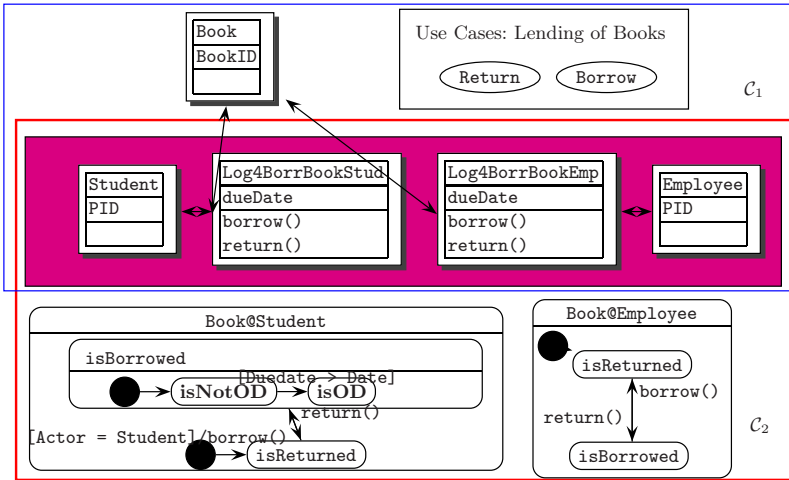 Book
BookID
Use Cases: Lending of Books
Return
Borrow
C1
Student
PID
Log4BorrBookStud
dueDate
borrow()
return()
Log4BorrBookEmp
dueDate
borrow()
return()
Employee
PID
Book@Student
isBorrowed
[Duedate > Date]
isNotOD
isOD
return()
[Actor = Student]/borrow()
isReturned
Book@Employee
isReturned
borrow()
return()
isBorrowed
C2